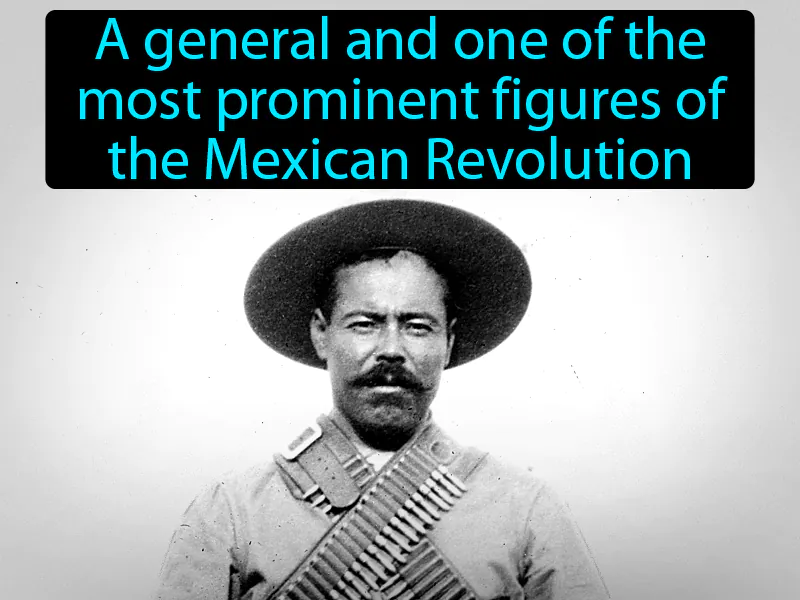 A general and one of the
most prominent figures of
the Mexican Revolution